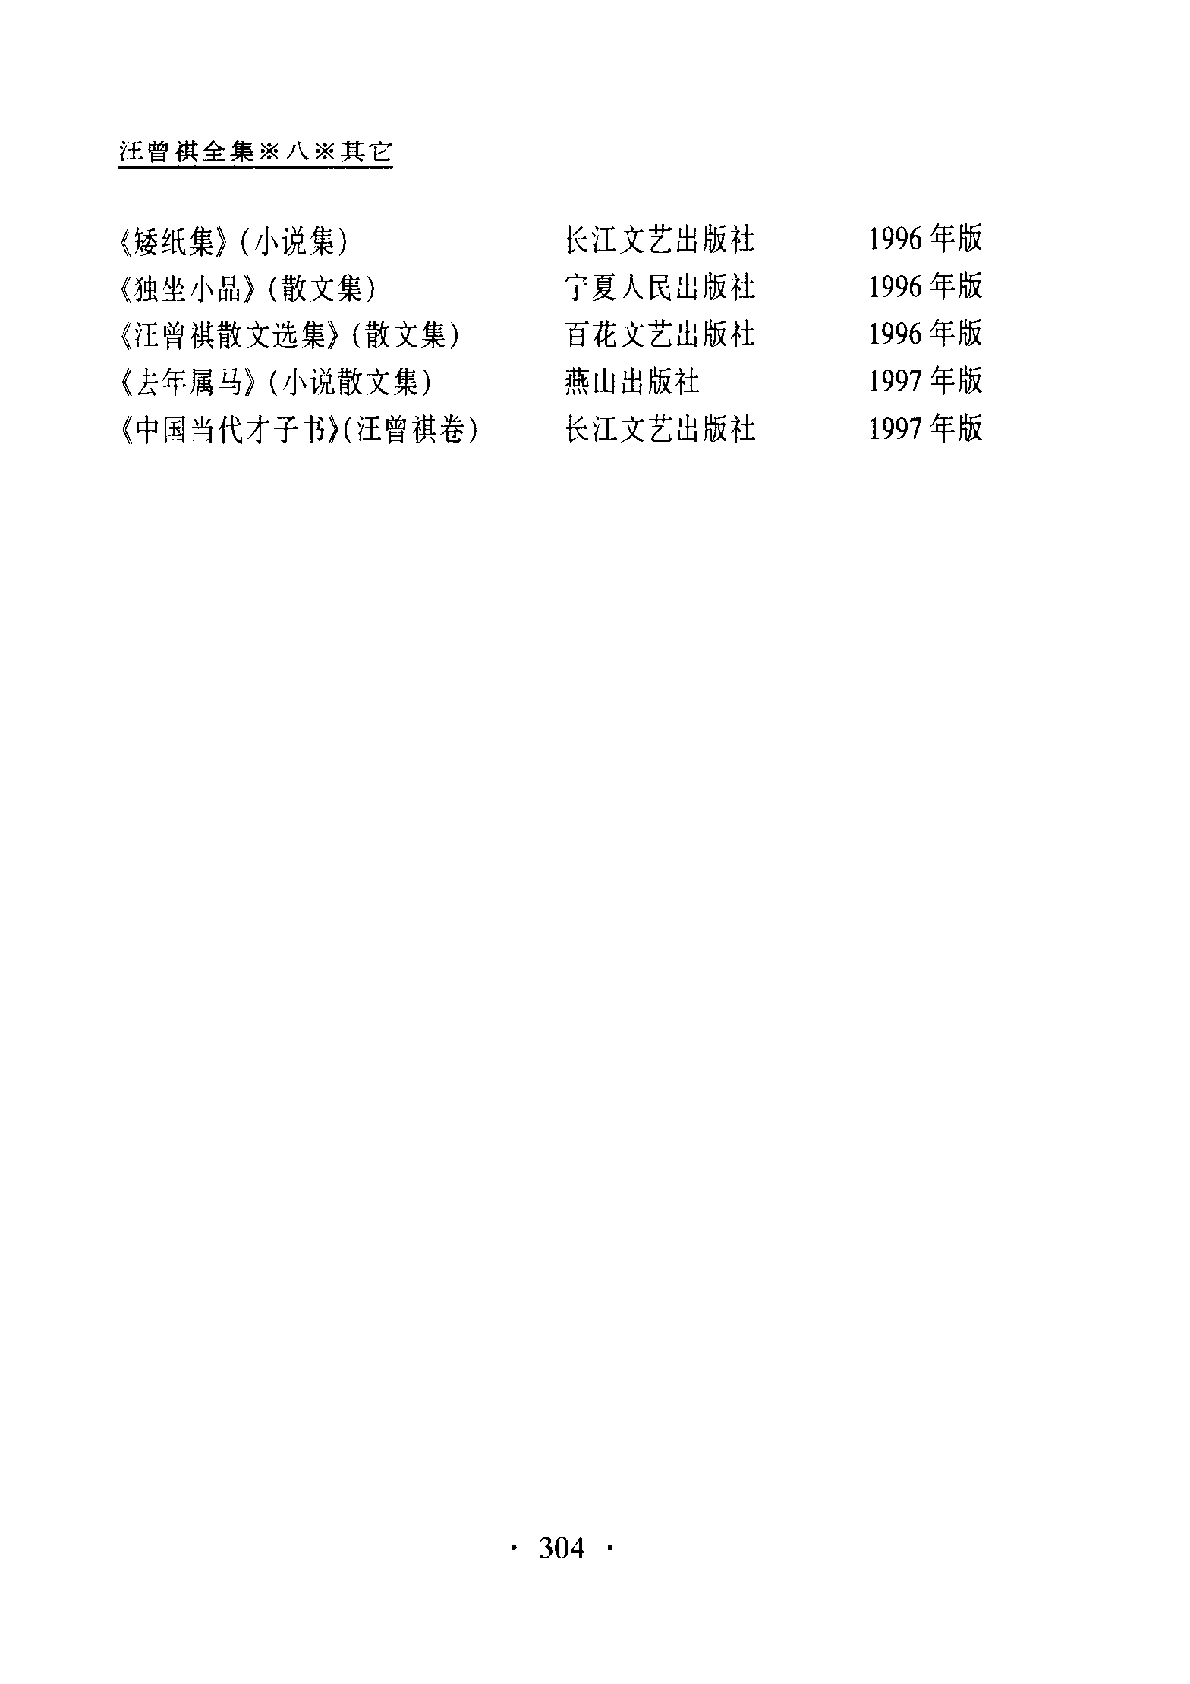 汪曾祺全集※八※其它
《矮纸集》(小说集) 长江文艺出版社 1996年版
《独坐小品》(散文集) 宁夏人民出版社 1996年版
《汪曾祺散文选集》(散文集) 百花文艺出版社 1996年版
《去年属马》(小说散文集) 燕山出版社 1997年版
《中国当代才子书》(汪曾祺卷) 长江文艺出版社 1997年版
· 304 ·